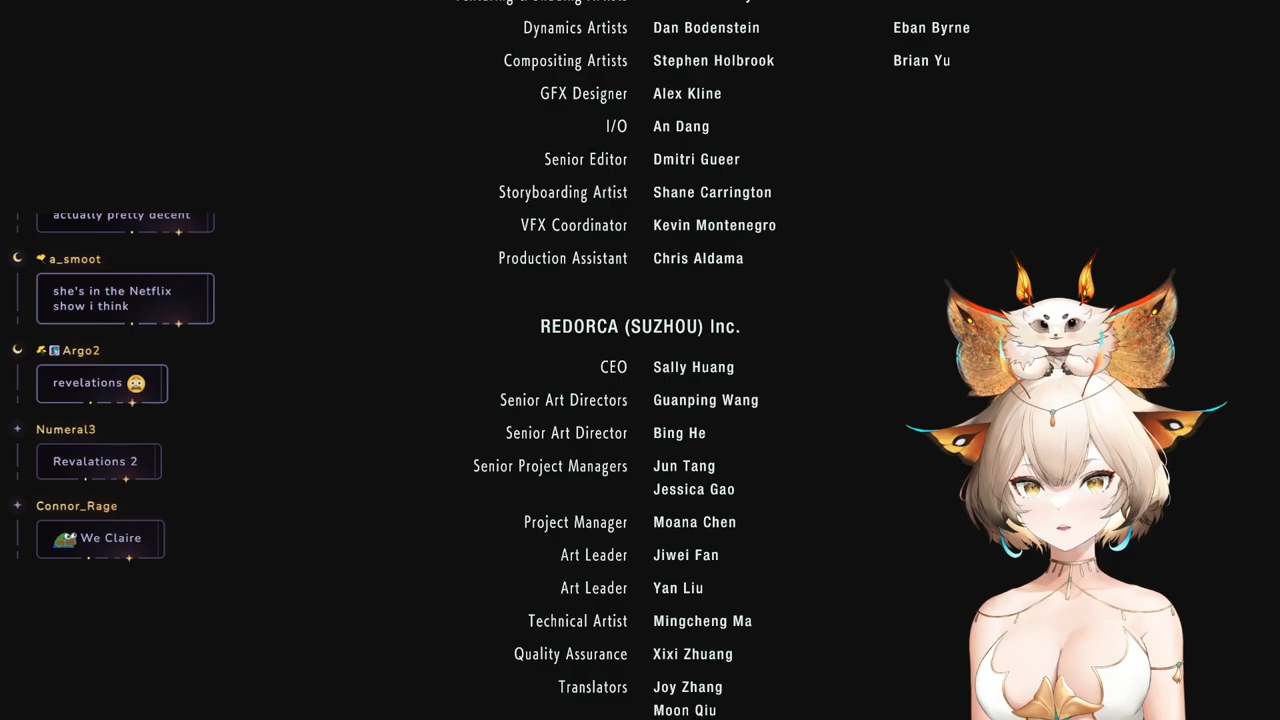 Dynamics Artists Dan Bodenstein Eban Byrne
Compositing Artists Stephen Holbrook Brian Yu
GFX Designer Alex Kline
I/O An Dang
Senior Editor Dmitri Gueer
Storyboarding Artist Shane Carrington
VFX Coordinator Kevin Montenegro
Production Assistant Chris Aldama
REDORCA (SUZHOU) Inc.
CEO Sally Huang
Senior Art Directors Guanping Wang
Senior Art Director Bing He
Senior Project Managers Jun Tang
Jessica Gao
Project Manager Moana Chen
Art Leader Jiwei Fan
Art Leader Yan Liu
Technical Artist Mingcheng Ma
Quality Assurance Xixi Zhuang
Translators Joy Zhang
Moon Qiu
actually pretty decent
a_smoot
she's in the Netflix
show i think
Argo2
revelations
Numeral3
Revalations 2
Connor_Rage
We Claire